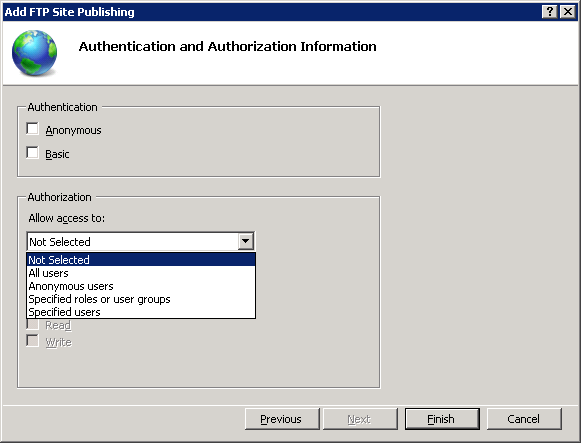 Add FTP Site Publishing
Authentication and Authorization Information
Authentication
Anonymous
Basic
Authorization
Allow access to:
Not Selected
Not Selected
All users
Anonymous users
Specified roles or user groups
Specified users
Read
Write
Previous
Next
Finish
Cancel